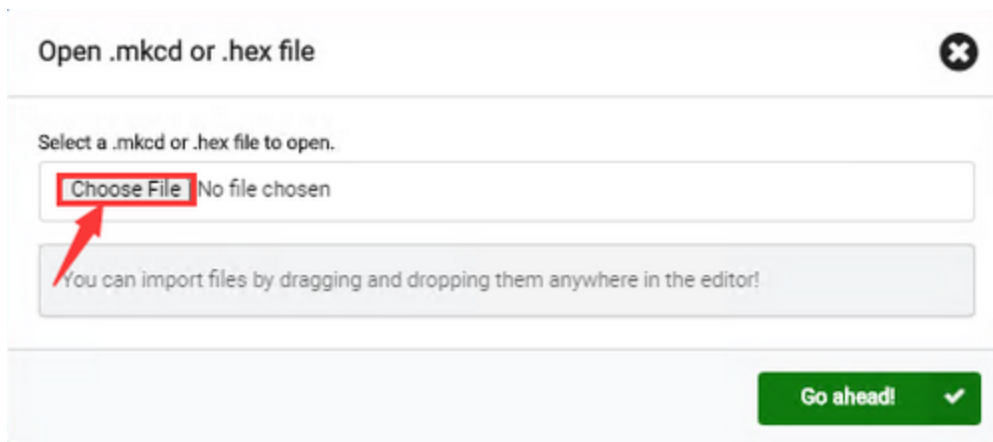 Open .mkcd or .hex file
Select a .mkcd or .hex file to open.
Choose File No file chosen
You can import files by dragging and dropping them anywhere in the editor!
Go ahead!